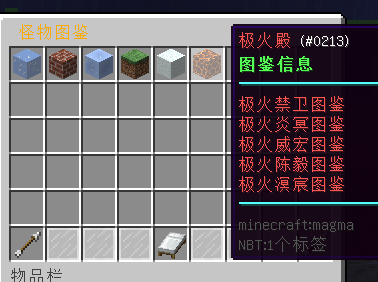 怪物图鉴
极火殿 (#0213)
图鉴信息
极火禁卫图鉴
极火炎冥图鉴
极火威宏图鉴
极火陈毅图鉴
极火溟宸图鉴
minecraft:magma
NBT:1个标签
物品栏